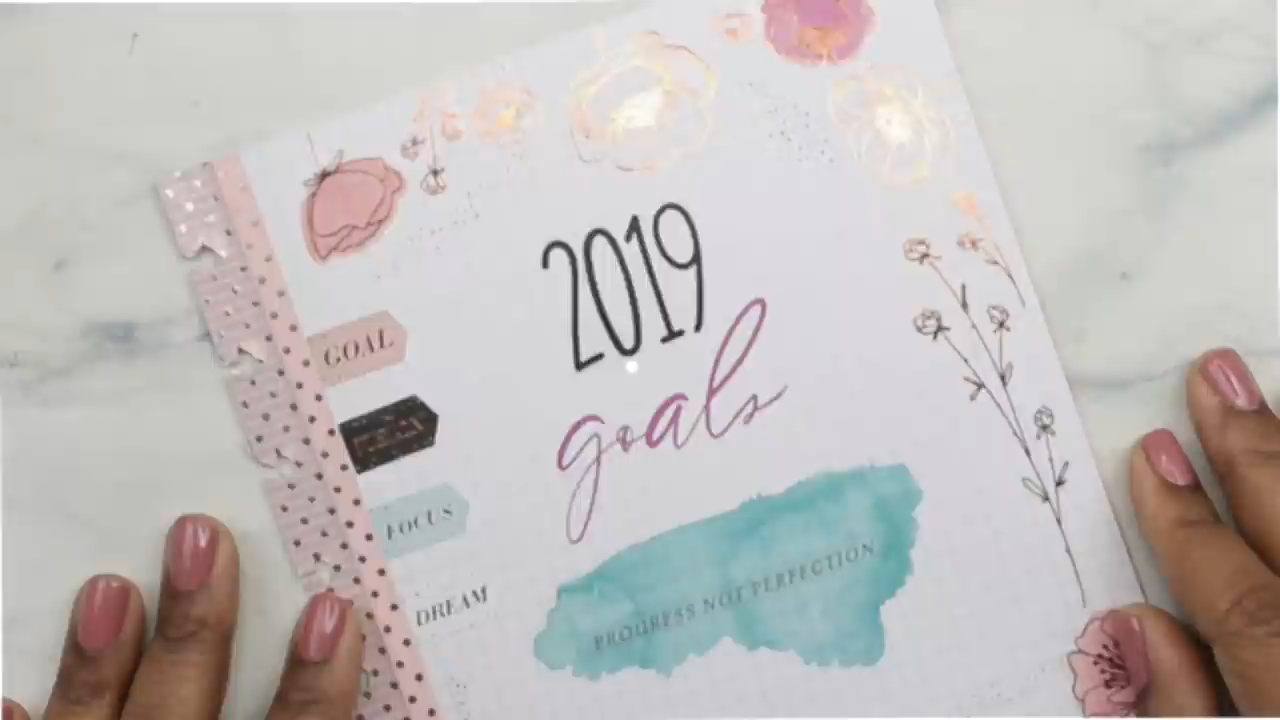 2019
goals
GOAL
FOCUS
DREAM
PROGRESS NOT PERFECTION